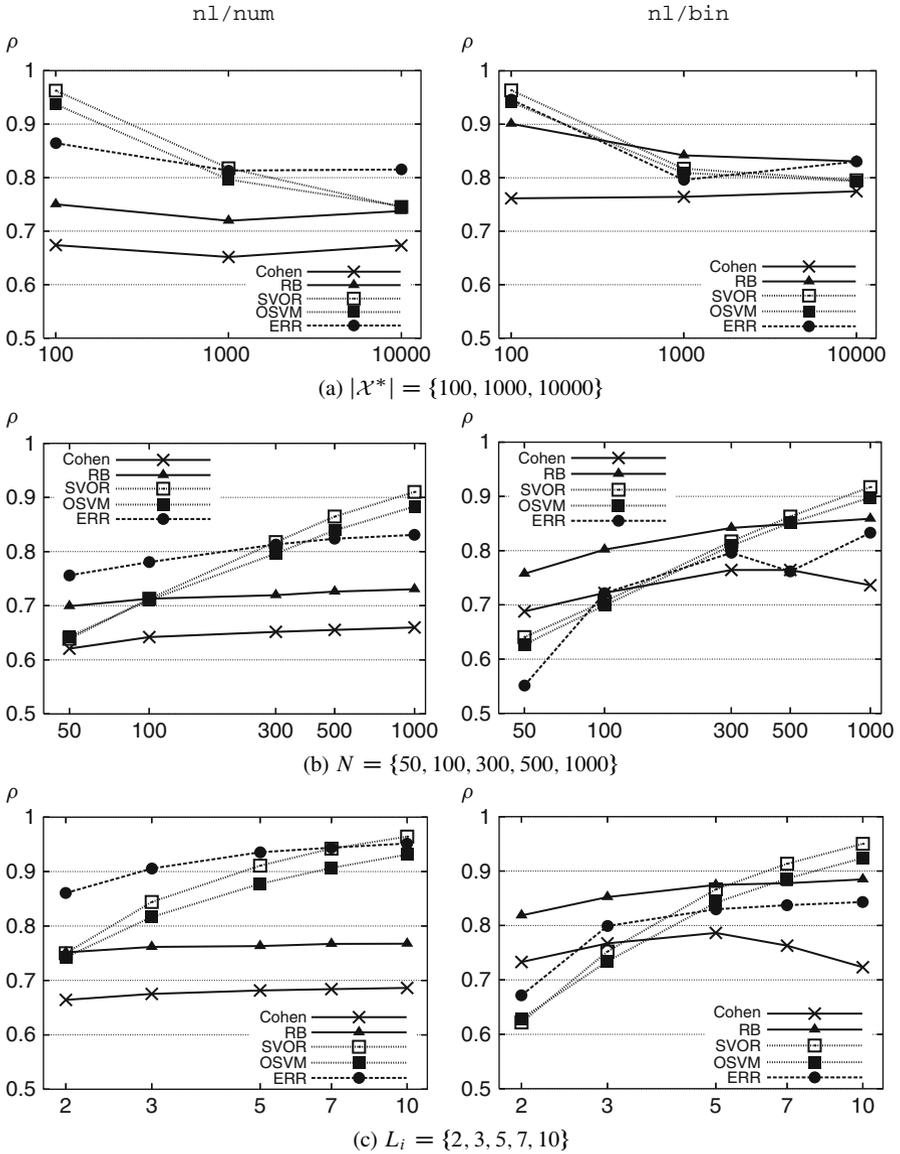 nl/num nl/bin
ρ ρ
1 1
0.9 0.9
0.8 0.8
0.7 0.7
0.6 0.6
0.5 0.5
Cohen Cohen
RB RB
SVOR SVOR
OSVM OSVM
ERR ERR
100 1000 10000 100 1000 10000
(a) |𝒳*| = {100, 1000, 10000}
ρ ρ
1 1
Cohen Cohen
RB RB
SVOR SVOR
OSVM OSVM
ERR ERR
0.9 0.9
0.8 0.8
0.7 0.7
0.6 0.6
0.5 0.5
50 100 300 500 1000 50 100 300 500 1000
(b) N = {50, 100, 300, 500, 1000}
ρ ρ
1 1
0.9 0.9
0.8 0.8
0.7 0.7
0.6 0.6
0.5 0.5
Cohen Cohen
RB RB
SVOR SVOR
OSVM OSVM
ERR ERR
2 3 5 7 10 2 3 5 7 10
(c) Lᵢ = {2, 3, 5, 7, 10}